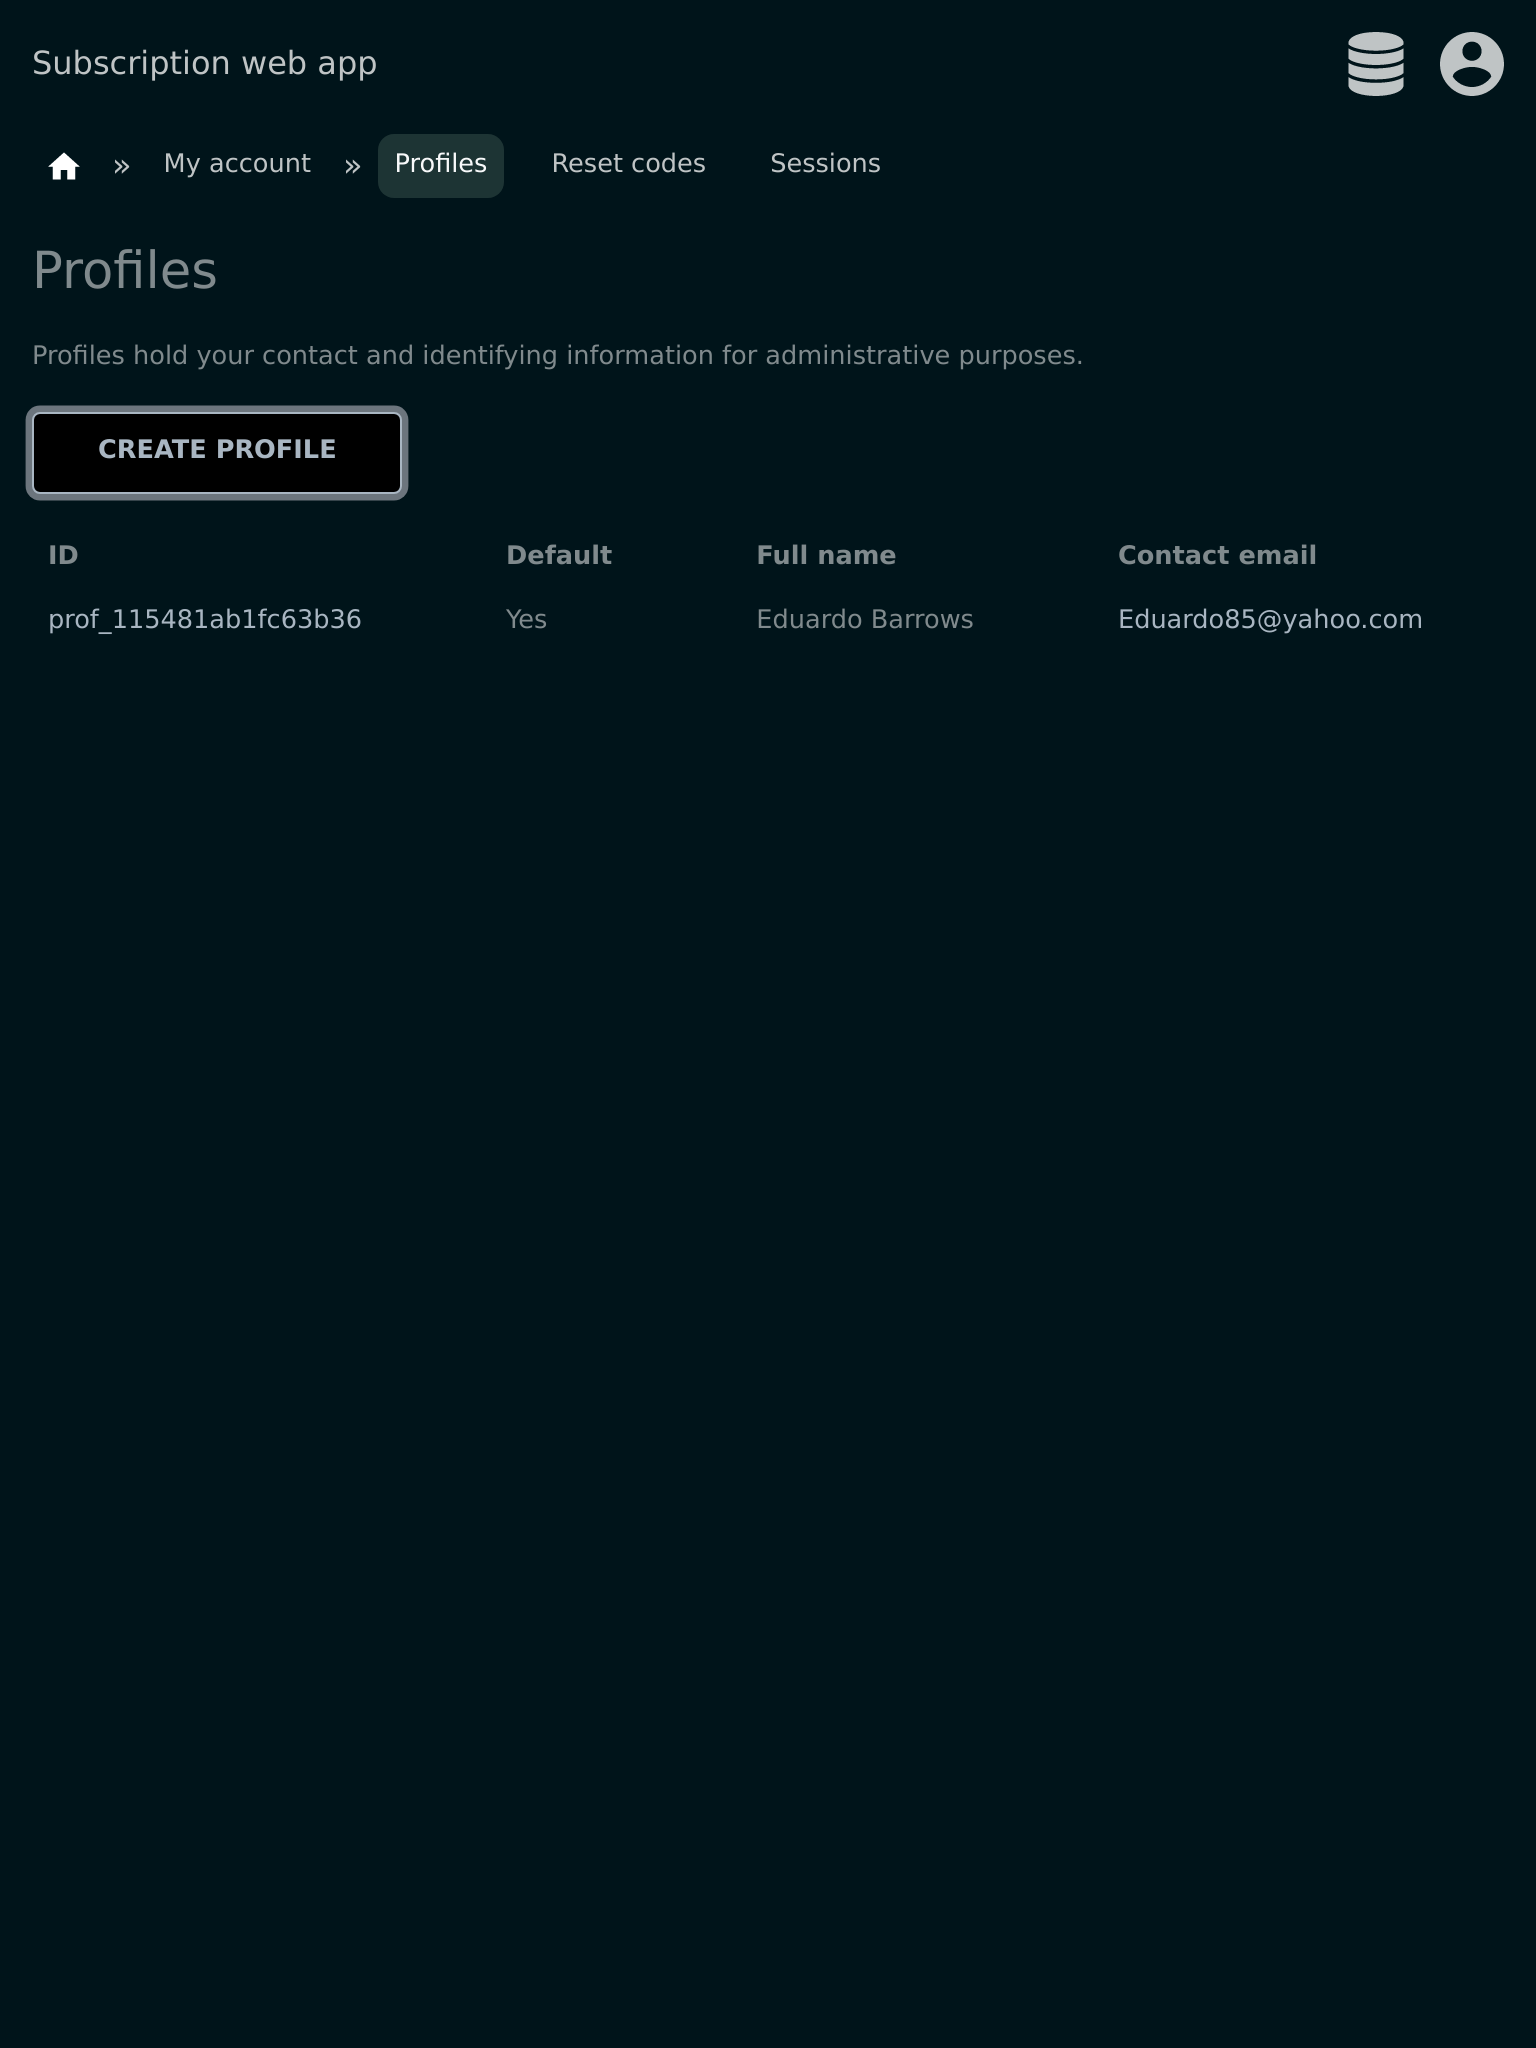 Subscription web app
» My account » Profiles Reset codes Sessions
Profiles
Profiles hold your contact and identifying information for administrative purposes.
CREATE PROFILE
ID Default Full name Contact email
prof_115481ab1fc63b36 Yes Eduardo Barrows Eduardo85@yahoo.com